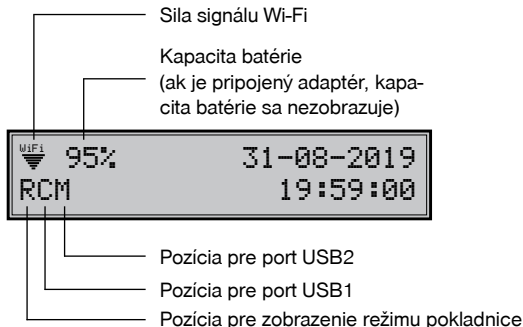 Sila signálu Wi-Fi
Kapacita batérie
(ak je pripojený adaptér, kapa-
cita batérie sa nezobrazuje)
WiFi 95% 31-08-2019
RCM 19:59:00
Pozícia pre port USB2
Pozícia pre port USB1
Pozícia pre zobrazenie režimu pokladnice